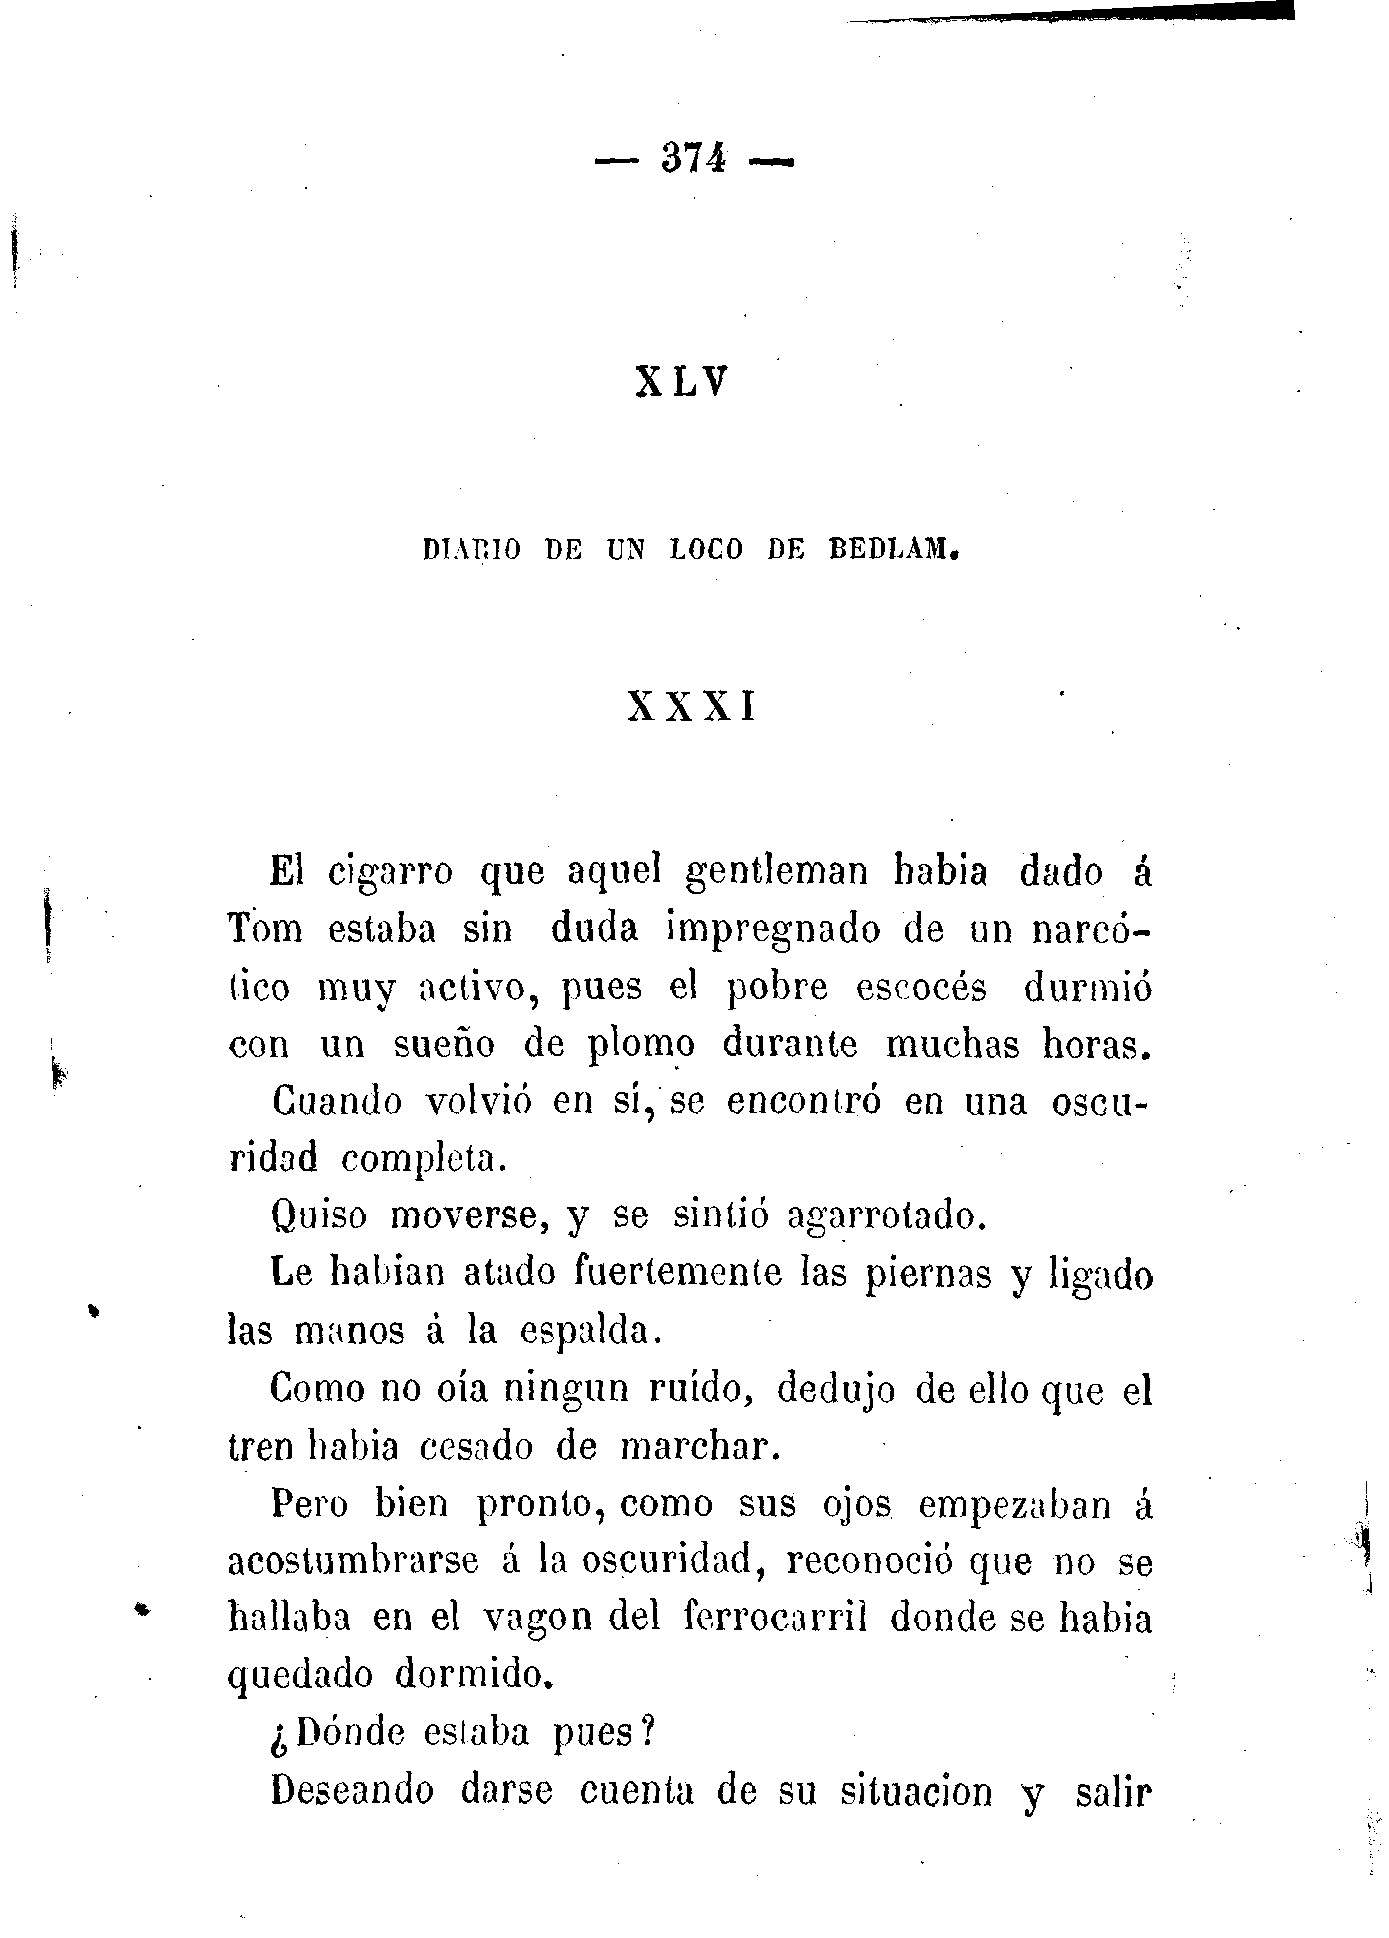 — 374 —
XLV
DIARIO DE UN LOCO DE BEDLAM.
XXXI
El cigarro que aquel gentleman habia dado á
Tom estaba sin duda impregnado de un narcó-
tico muy activo, pues el pobre escocés durmió
con un sueño de plomo durante muchas horas.
Cuando volvió en sí, se encontró en una oscu-
ridad completa.
Quiso moverse, y se sintió agarrotado.
Le habian atado fuertemente las piernas y ligado
las manos á la espalda.
Como no oía ningun ruído, dedujo de ello que el
tren habia cesado de marchar.
Pero bien pronto, como sus ojos empezaban á
acostumbrarse á la oscuridad, reconoció que no se
hallaba en el vagon del ferrocarril donde se habia
quedado dormido.
¿Dónde estaba pues?
Deseando darse cuenta de su situacion y salir